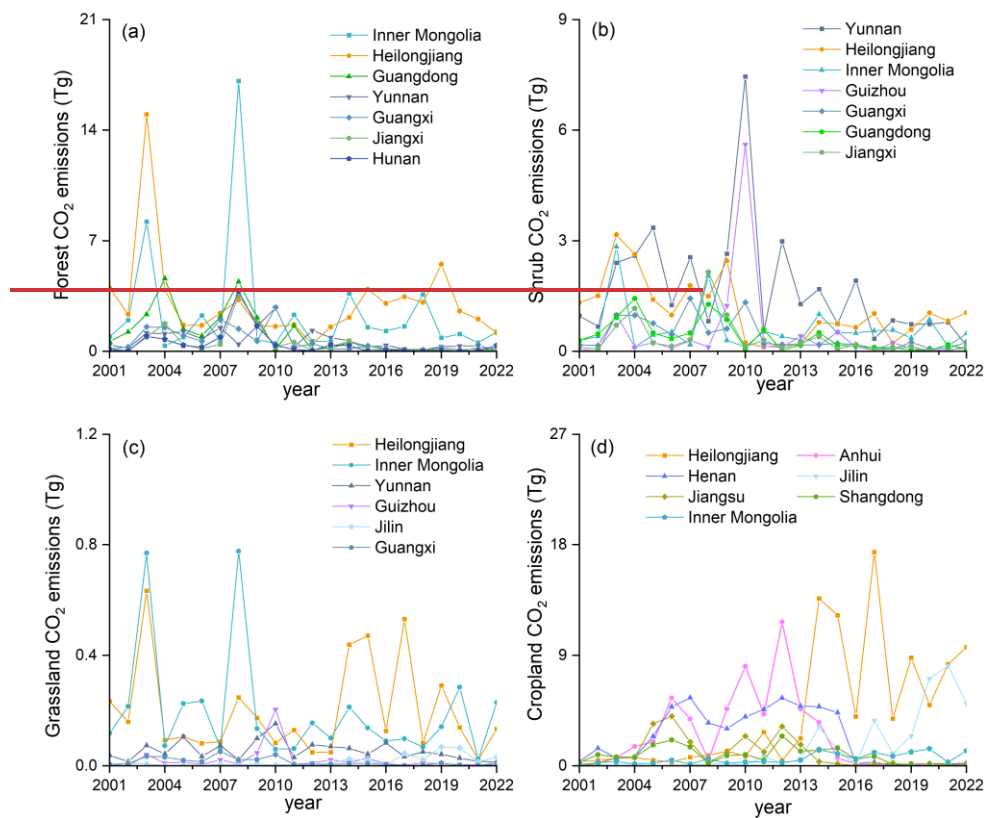 (a)
Forest CO₂ emissions (Tg)
21
14
7
0
Inner Mongolia
Heilongjiang
Guangdong
Yunnan
Guangxi
Jiangxi
Hunan
2001 2004 2007 2010 2013 2016 2019 2022
year
(b)
Shrub CO₂ emissions (Tg)
9
6
3
0
Yunnan
Heilongjiang
Inner Mongolia
Guizhou
Guangxi
Guangdong
Jiangxi
2001 2004 2007 2010 2013 2016 2019 2022
year
(c)
Grassland CO₂ emissions (Tg)
1.2
0.8
0.4
0.0
Heilongjiang
Inner Mongolia
Yunnan
Guizhou
Jilin
Guangxi
2001 2004 2007 2010 2013 2016 2019 2022
year
(d)
Cropland CO₂ emissions (Tg)
27
18
9
0
Heilongjiang
Henan
Jiangsu
Inner Mongolia
Anhui
Jilin
Shangdong
2001 2004 2007 2010 2013 2016 2019 2022
year